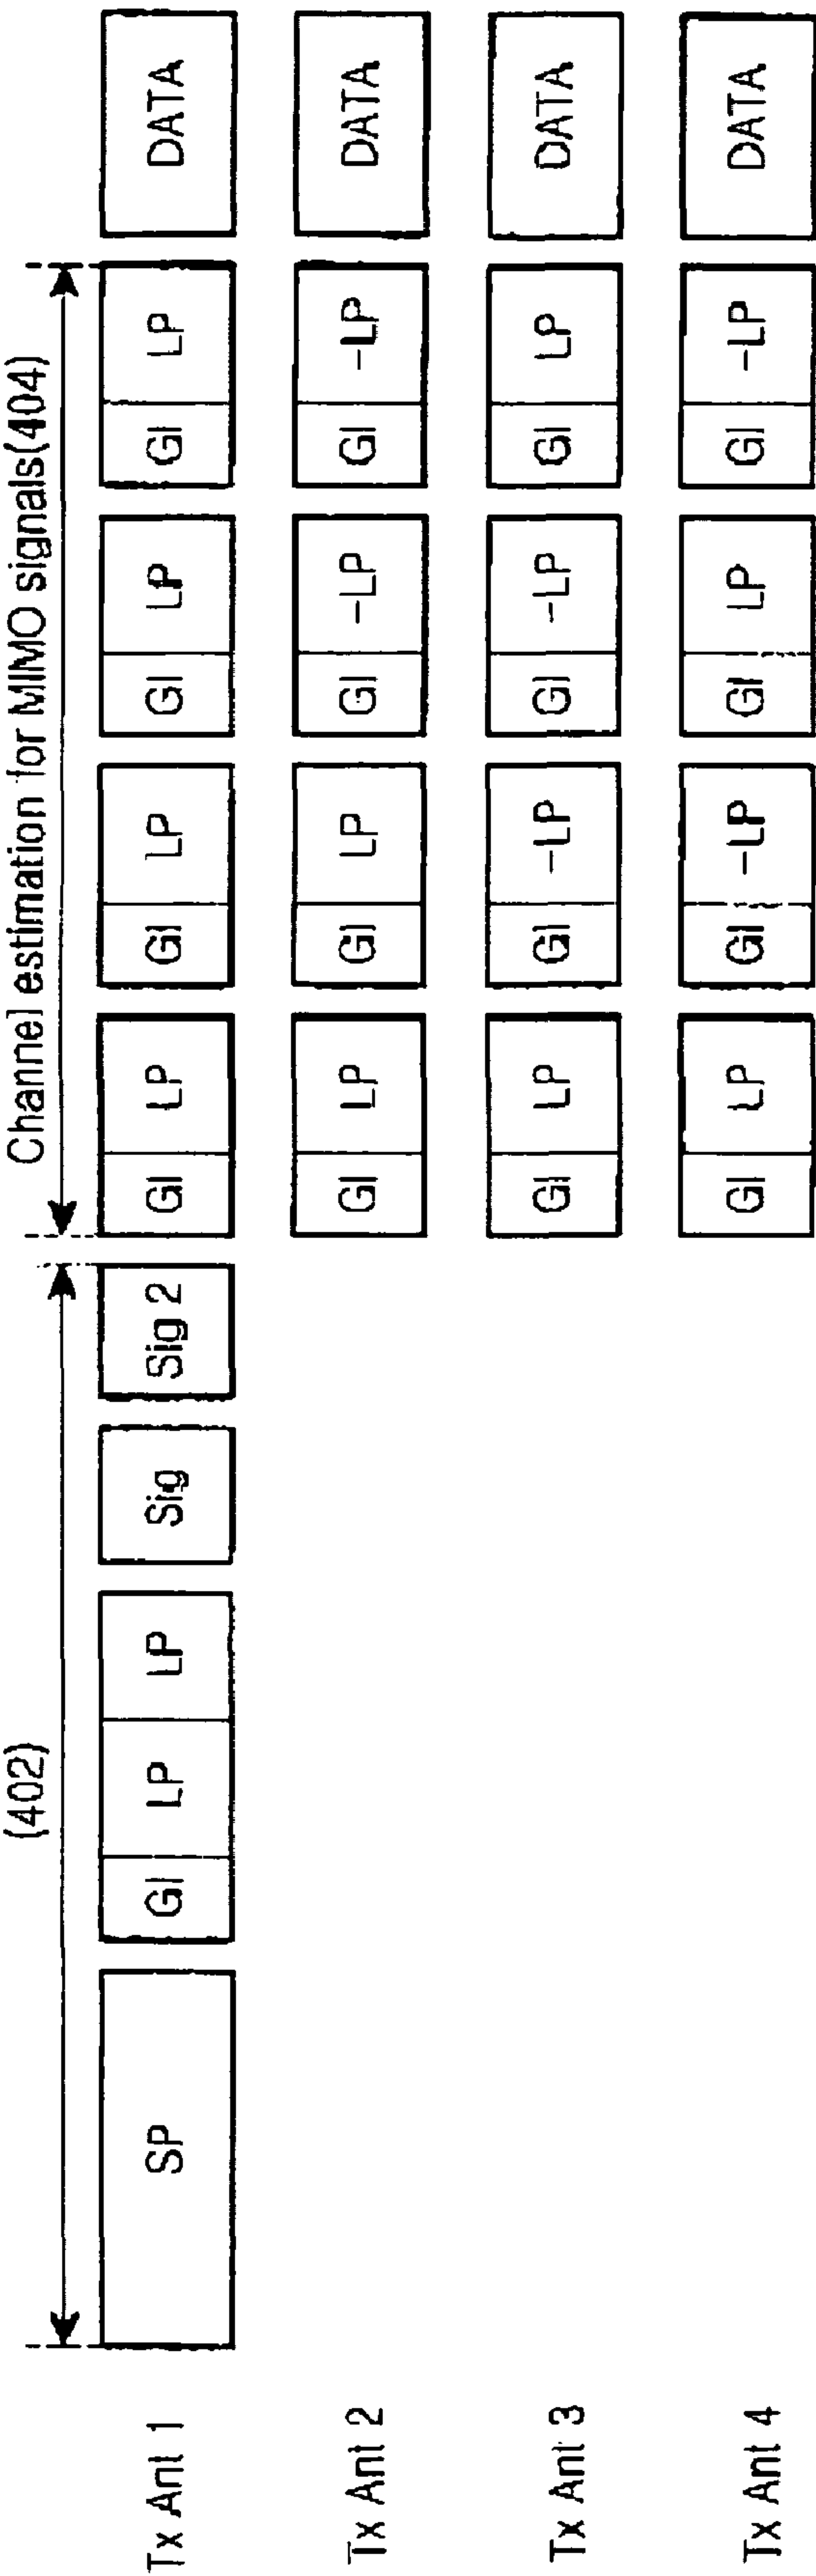 (402) Channel estimation for MIMO signals(404)
Tx Ant 1 SP GI LP LP Sig Sig 2 GI LP GI LP GI LP GI LP DATA
Tx Ant 2 GI LP GI LP GI -LP GI -LP DATA
Tx Ant 3 GI LP GI -LP GI -LP GI LP DATA
Tx Ant 4 GI LP GI -LP GI LP GI -LP DATA